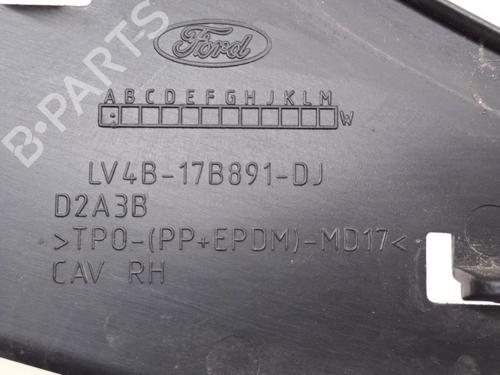 Ford
ABCDEFGHJKLM
W
LV4B-17B891-DJ
D2A3B
>TPO-(PP+EPDM)-MD17<
CAV RH
B-PARTS